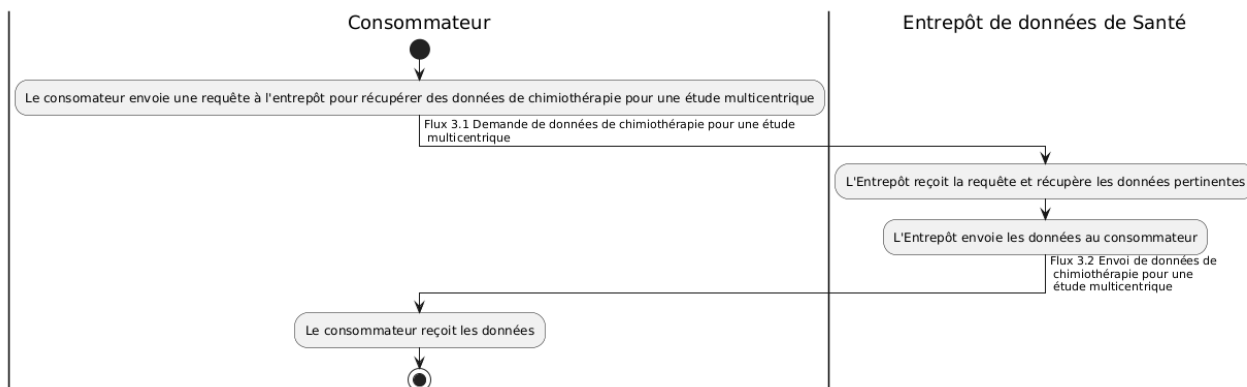 Consommateur
Entrepôt de données de Santé
Le consomateur envoie une requête à l'entrepôt pour récupérer des données de chimiothérapie pour une étude multicentrique
Flux 3.1 Demande de données de chimiothérapie pour une étude
multicentrique
L'Entrepôt reçoit la requête et récupère les données pertinentes
L'Entrepôt envoie les données au consommateur
Flux 3.2 Envoi de données de
chimiothérapie pour une
étude multicentrique
Le consommateur reçoit les données